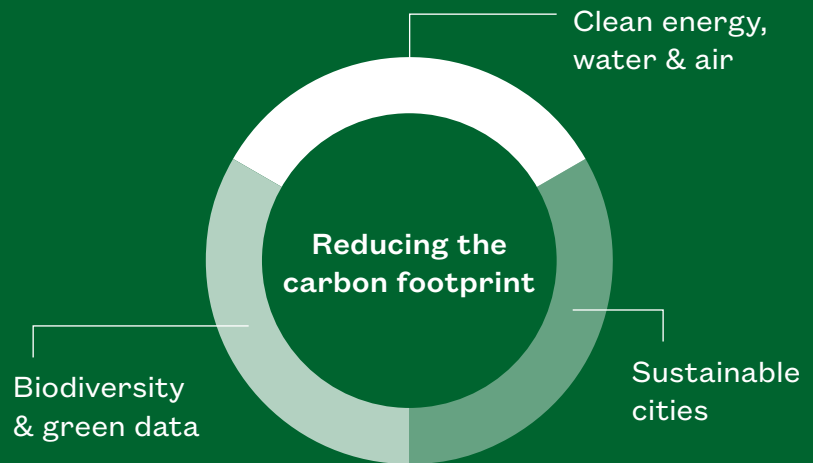 Clean energy,
water & air
Reducing the
carbon footprint
Biodiversity
& green data
Sustainable
cities